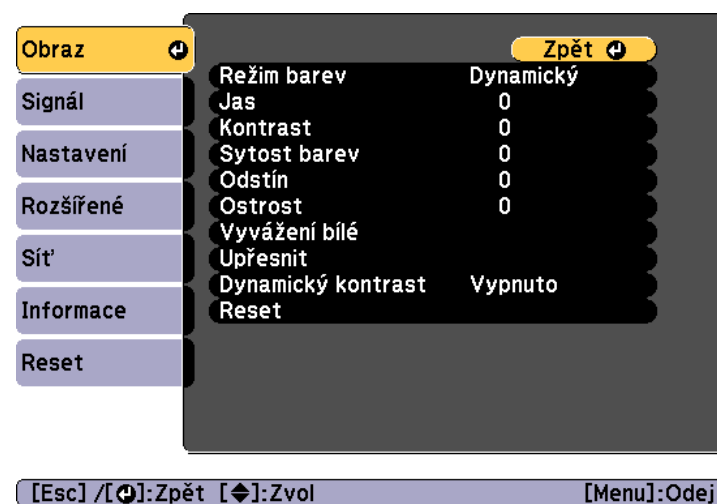 Obraz
Signál
Nastavení
Rozšířené
Síť
Informace
Reset
Zpět
Režim barev Dynamický
Jas 0
Kontrast 0
Sytost barev 0
Odstín 0
Ostrost 0
Vyvážení bílé
Upřesnit
Dynamický kontrast Vypnuto
Reset
[Esc] /[ ]:Zpět [ ]:Zvol [Menu]:Odej